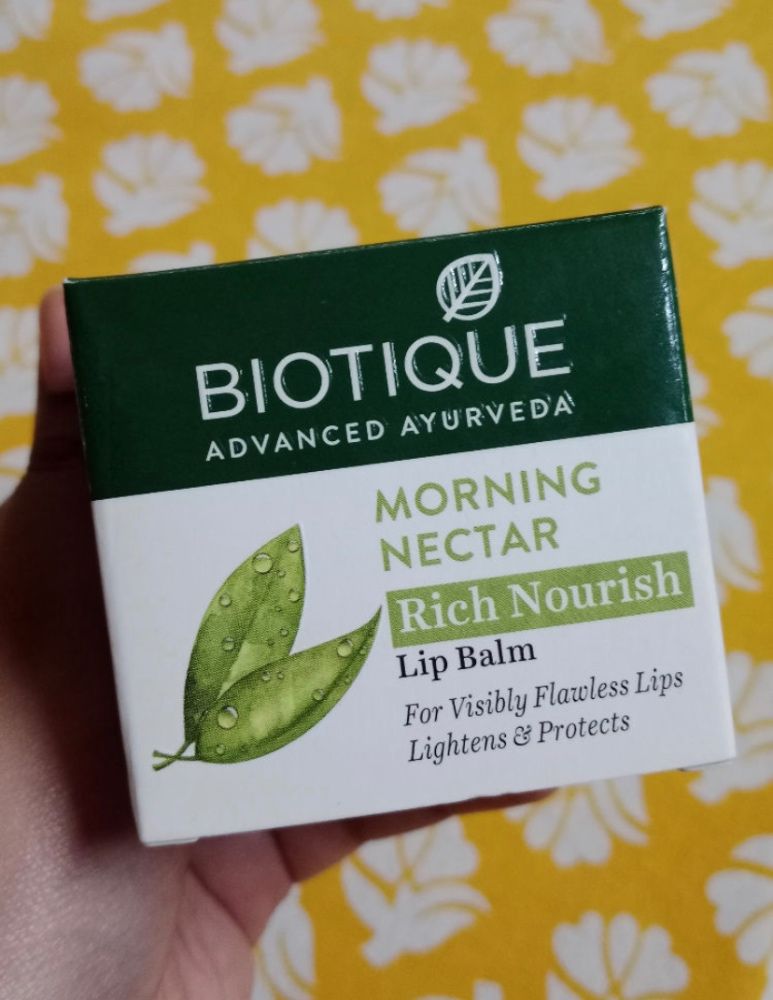 BIOTIQUE
ADVANCED AYURVEDA
MORNING
NECTAR
Rich Nourish
Lip Balm
For Visibly Flawless Lips
Lightens & Protects